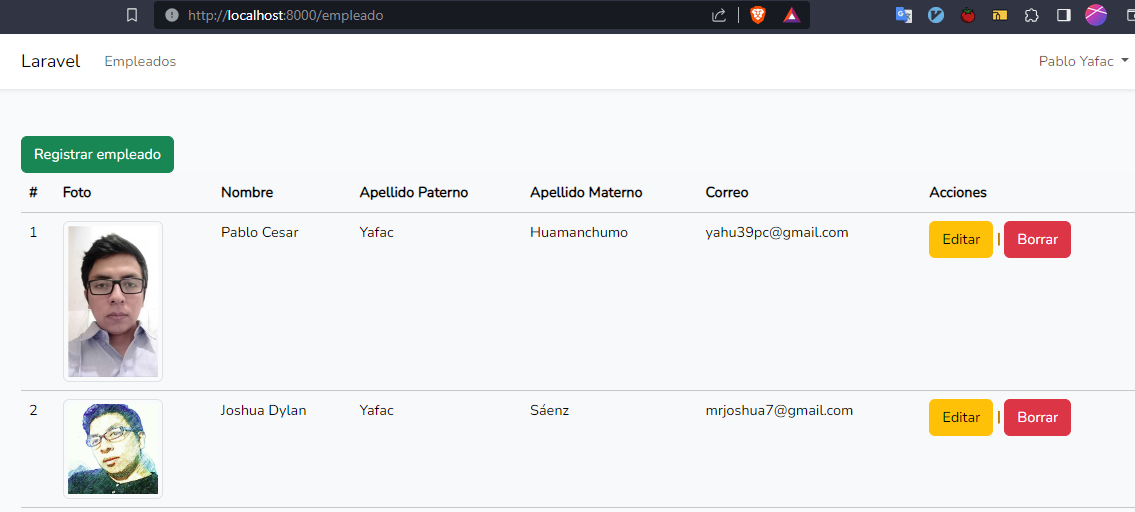 http://localhost:8000/empleado
Laravel Empleados Pablo Yafac
Registrar empleado
# Foto Nombre Apellido Paterno Apellido Materno Correo Acciones
1 Pablo Cesar Yafac Huamanchumo yahu39pc@gmail.com Editar | Borrar
2 Joshua Dylan Yafac Sáenz mrjoshua7@gmail.com Editar | Borrar